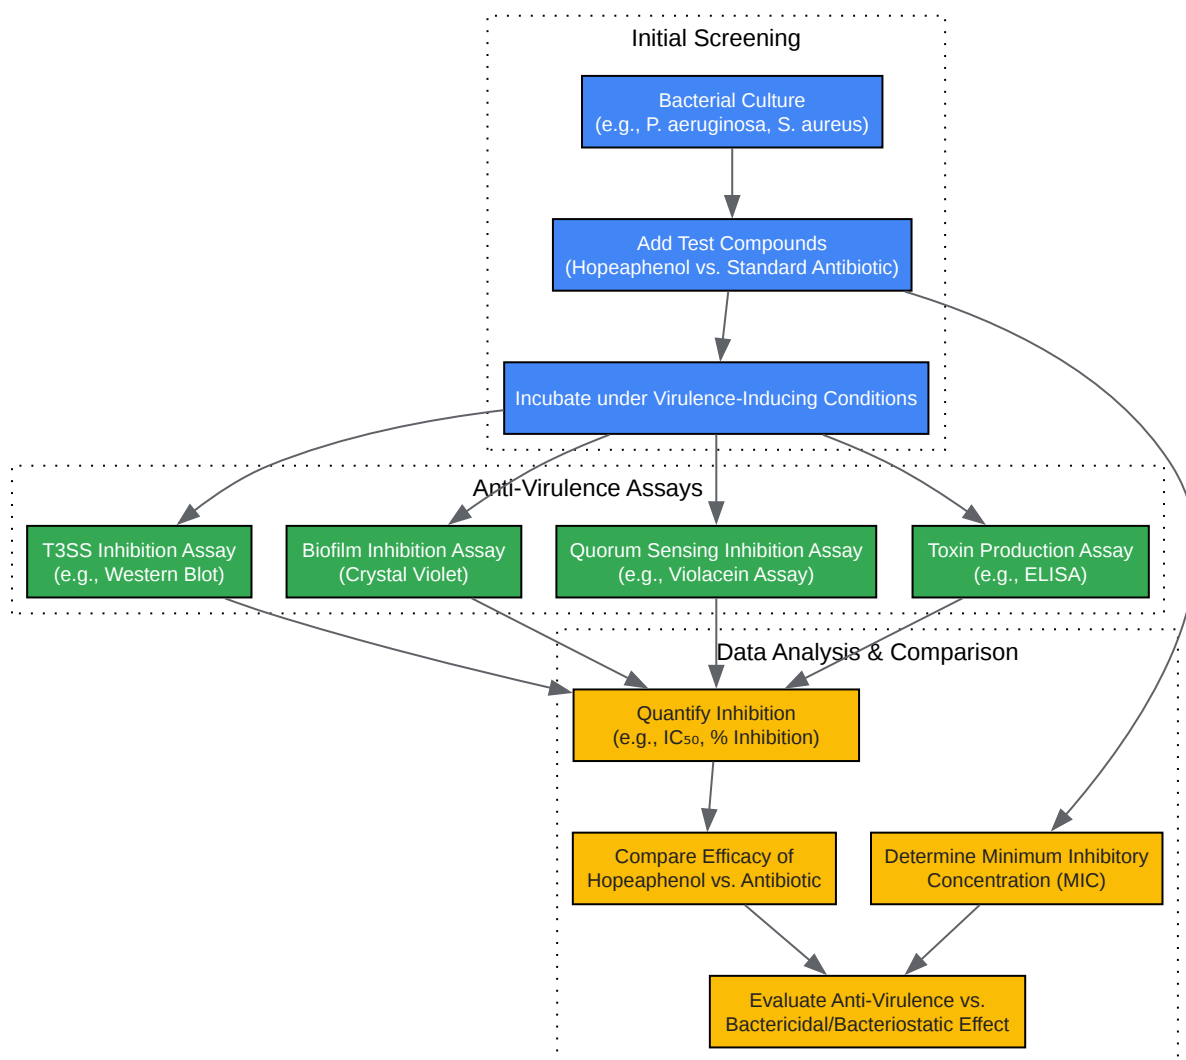 Initial Screening
Bacterial Culture
(e.g., P. aeruginosa, S. aureus)
Add Test Compounds
(Hopeaphenol vs. Standard Antibiotic)
Incubate under Virulence-Inducing Conditions
Anti-Virulence Assays
T3SS Inhibition Assay
(e.g., Western Blot)
Biofilm Inhibition Assay
(Crystal Violet)
Quorum Sensing Inhibition Assay
(e.g., Violacein Assay)
Toxin Production Assay
(e.g., ELISA)
Data Analysis & Comparison
Quantify Inhibition
(e.g., IC₅₀, % Inhibition)
Compare Efficacy of
Hopeaphenol vs. Antibiotic
Determine Minimum Inhibitory
Concentration (MIC)
Evaluate Anti-Virulence vs.
Bactericidal/Bacteriostatic Effect